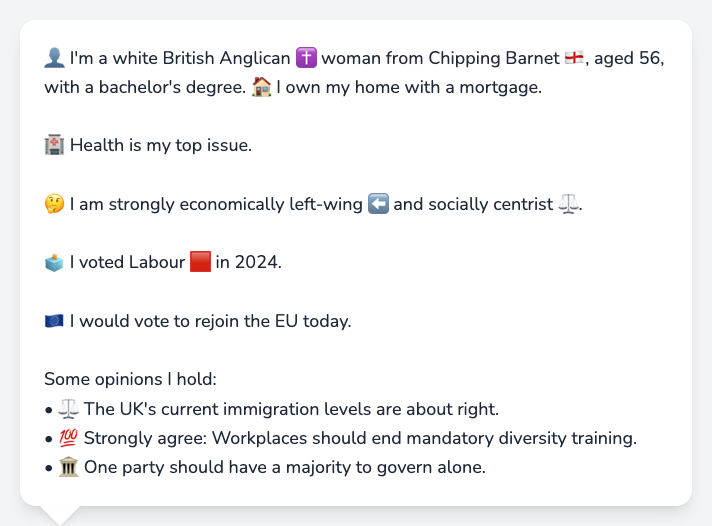 👤 I'm a white British Anglican ✝️ woman from Chipping Barnet 🏴󠁧󠁢󠁥󠁮󠁧󠁿, aged 56,
with a bachelor's degree. 🏠 I own my home with a mortgage.
🏥 Health is my top issue.
🤔 I am strongly economically left-wing ⬅️ and socially centrist ⚖️.
🗳️ I voted Labour 🟥 in 2024.
🇪🇺 I would vote to rejoin the EU today.
Some opinions I hold:
• ⚖️ The UK's current immigration levels are about right.
• 💯 Strongly agree: Workplaces should end mandatory diversity training.
• 🏛️ One party should have a majority to govern alone.